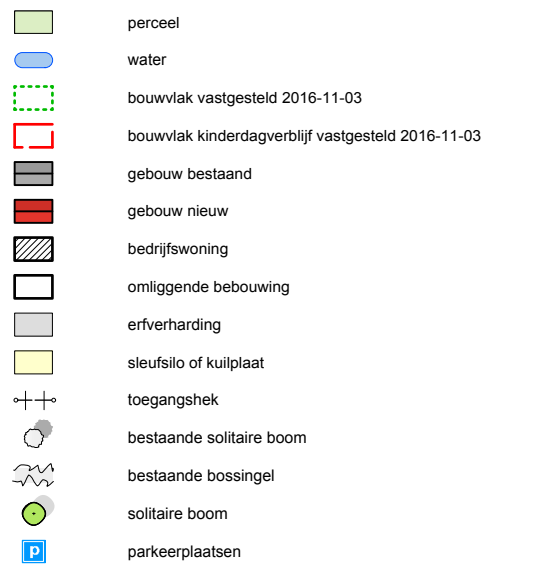 perceel
water
bouwvlak vastgesteld 2016-11-03
bouwvlak kinderdagverblijf vastgesteld 2016-11-03
gebouw bestaand
gebouw nieuw
bedrijfswoning
omliggende bebouwing
erfverharding
sleufsilo of kuilplaat
toegangshek
bestaande solitaire boom
bestaande bossingel
solitaire boom
p parkeerplaatsen